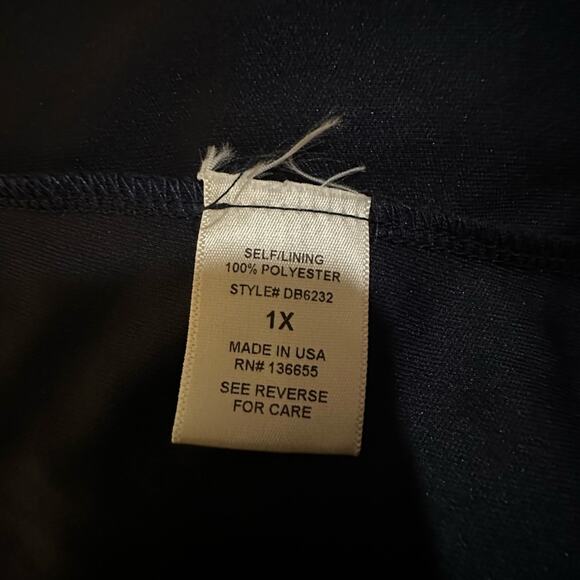 SELF/LINING
100% POLYESTER
STYLE# DB6232
1X
MADE IN USA
RN# 136655
SEE REVERSE
FOR CARE